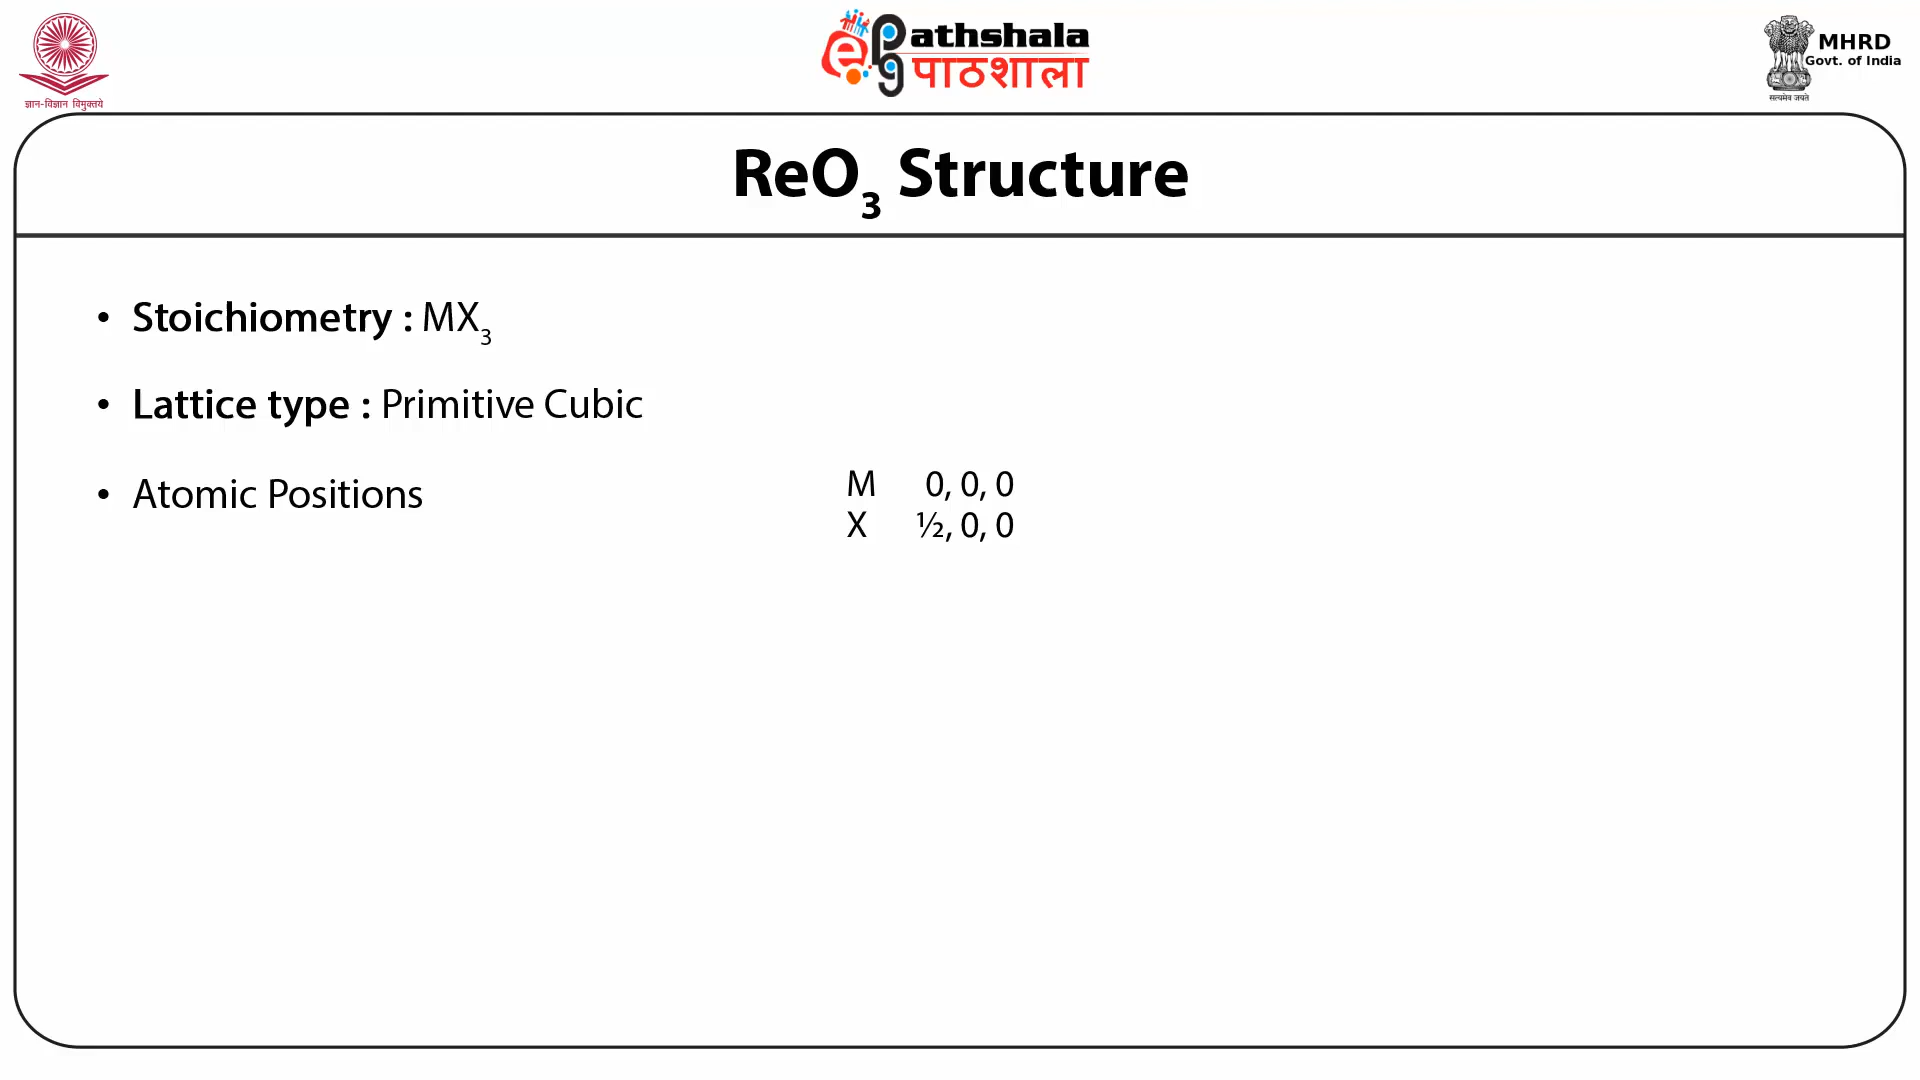 ज्ञान-विज्ञान विमुक्तये
ePG Pathshala
पाठशाला
MHRD
Govt. of India
सत्यमेव जयते
ReO₃ Structure
• Stoichiometry : MX₃
• Lattice type : Primitive Cubic
• Atomic Positions
M 0, 0, 0
X ½, 0, 0